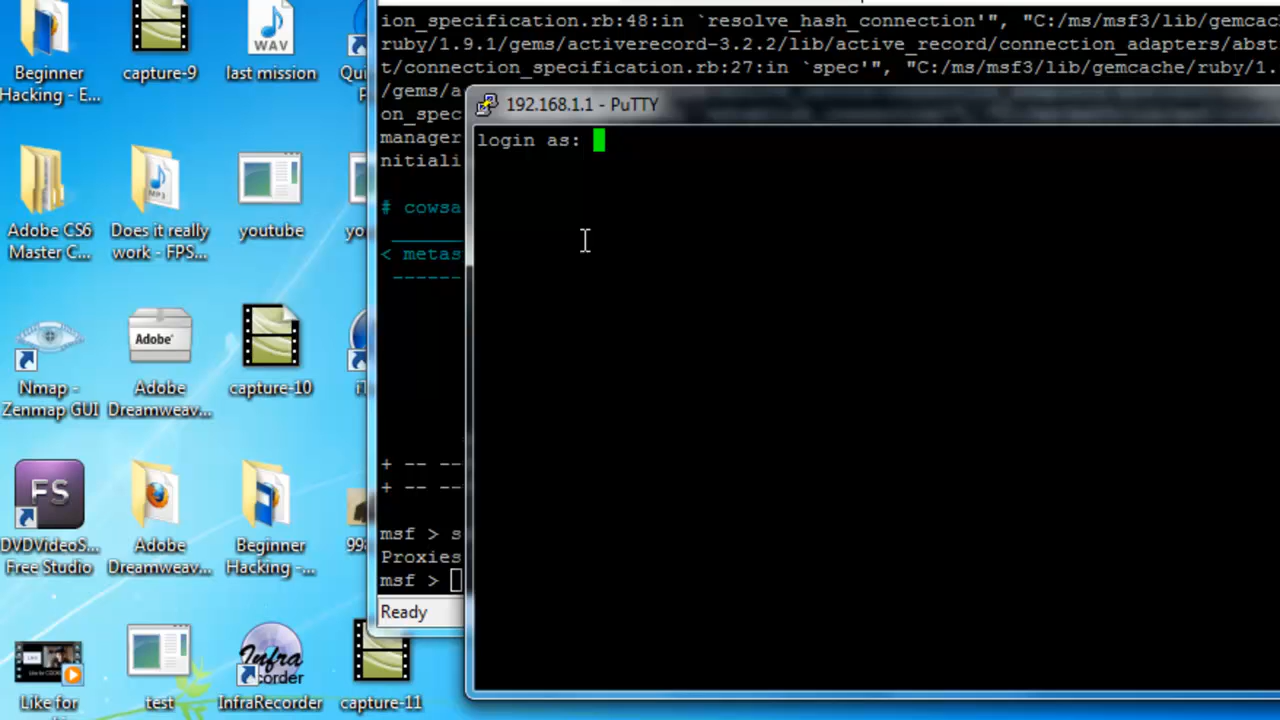 Beginner
Hacking - E...
capture-9
last mission
Adobe CS6
Master C...
Does it really
work - FPS...
youtube
Nmap -
Zenmap GUI
Adobe
Dreamweav...
capture-10
DVDVideoS...
Free Studio
Adobe
Dreamweav...
Beginner
Hacking -...
Like for
test
InfraRecorder
capture-11
WAV
MP3
Adobe
FS
Infra
corder
ion_specification.rb:48:in `resolve_hash_connection'", "C:/ms/msf3/lib/gemcac
ruby/1.9.1/gems/activerecord-3.2.2/lib/active_record/connection_adapters/abst
t/connection_specification.rb:27:in `spec'", "C:/ms/msf3/lib/gemcache/ruby/1.
/gems/a
on_spec
manager
nitiali
# cowsa
_______
< metas
------
+ -- --
+ -- --
msf > s
Proxies
msf >
Ready
192.168.1.1 - PuTTY
login as: